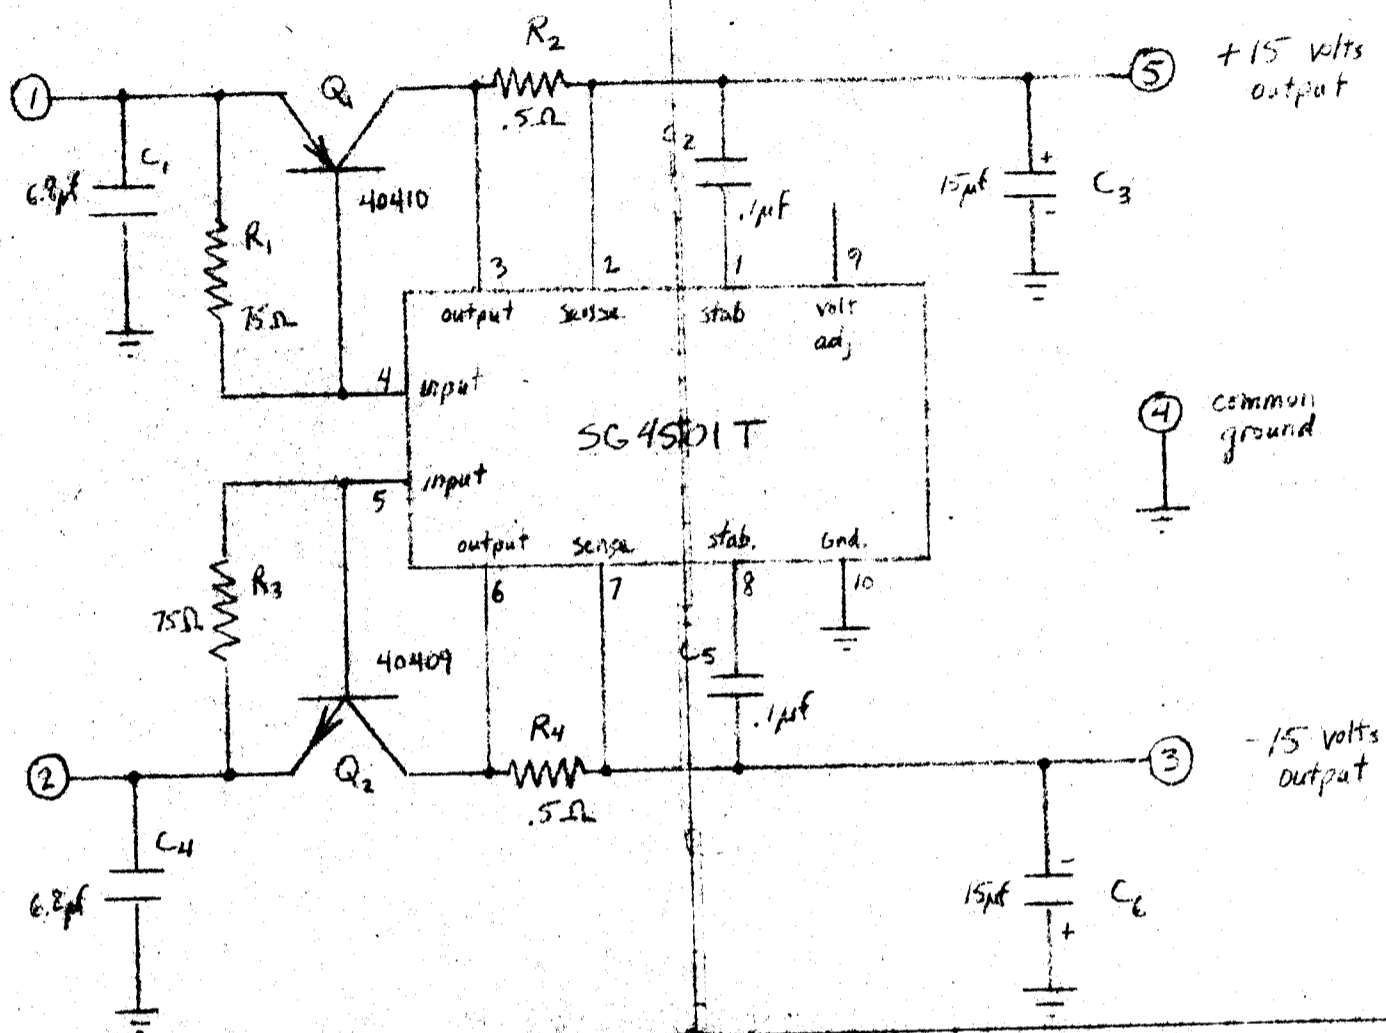 R2
.5Ω
+15 volts
output
1
Q1
5
C1
6.8µf
40410
C2
.1µf
15µf
+
-
C3
R1
75Ω
3
2
1
9
output
sense
stab
volt
adj
4
input
SG4501T
4
common
ground
5
input
output
sense
stab.
Gnd.
6
7
8
10
R3
75Ω
40409
C5
.1µf
R4
.5Ω
2
Q2
3
-15 volts
output
C4
6.8µf
15µf
-
+
C6